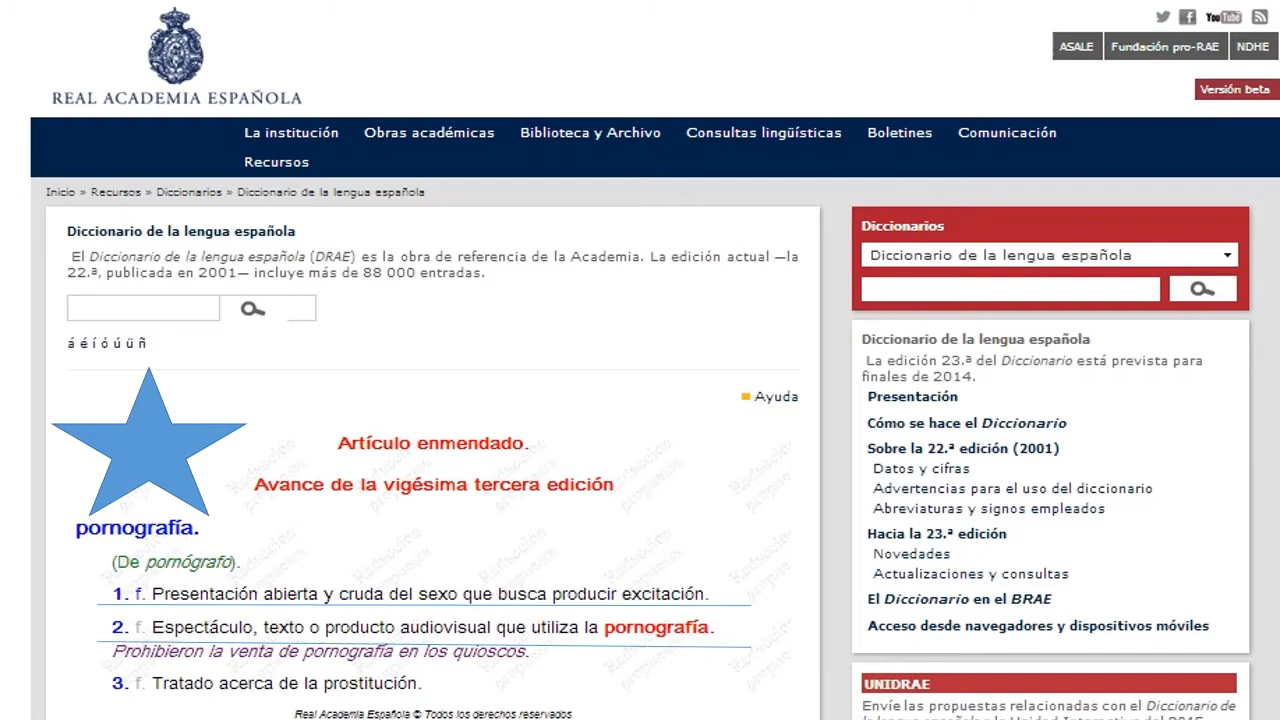 YouTube
ASALE Fundación pro-RAE NDHE
REAL ACADEMIA ESPAÑOLA
Versión beta
La institución Obras académicas Biblioteca y Archivo Consultas lingüísticas Boletines Comunicación
Recursos
Inicio » Recursos » Diccionarios » Diccionario de la lengua española
Diccionario de la lengua española
El Diccionario de la lengua española (DRAE) es la obra de referencia de la Academia. La edición actual —la
22.ª, publicada en 2001— incluye más de 88 000 entradas.
á é í ó ú ü ñ
Ayuda
Artículo enmendado.
Avance de la vigésima tercera edición
pornografía.
(De pornógrafo).
1. f. Presentación abierta y cruda del sexo que busca producir excitación.
2. f. Espectáculo, texto o producto audiovisual que utiliza la pornografía.
Prohibieron la venta de pornografía en los quioscos.
3. f. Tratado acerca de la prostitución.
Real Academia Española © Todos los derechos reservados
Diccionarios
Diccionario de la lengua española
Diccionario de la lengua española
La edición 23.ª del Diccionario está prevista para
finales de 2014.
Presentación
Cómo se hace el Diccionario
Sobre la 22.ª edición (2001)
Datos y cifras
Advertencias para el uso del diccionario
Abreviaturas y signos empleados
Hacia la 23.ª edición
Novedades
Actualizaciones y consultas
El Diccionario en el BRAE
Acceso desde navegadores y dispositivos móviles
UNIDRAE
Envíe las propuestas relacionadas con el Diccionario de
la lengua española a la Unidad Interactiva del DRAE